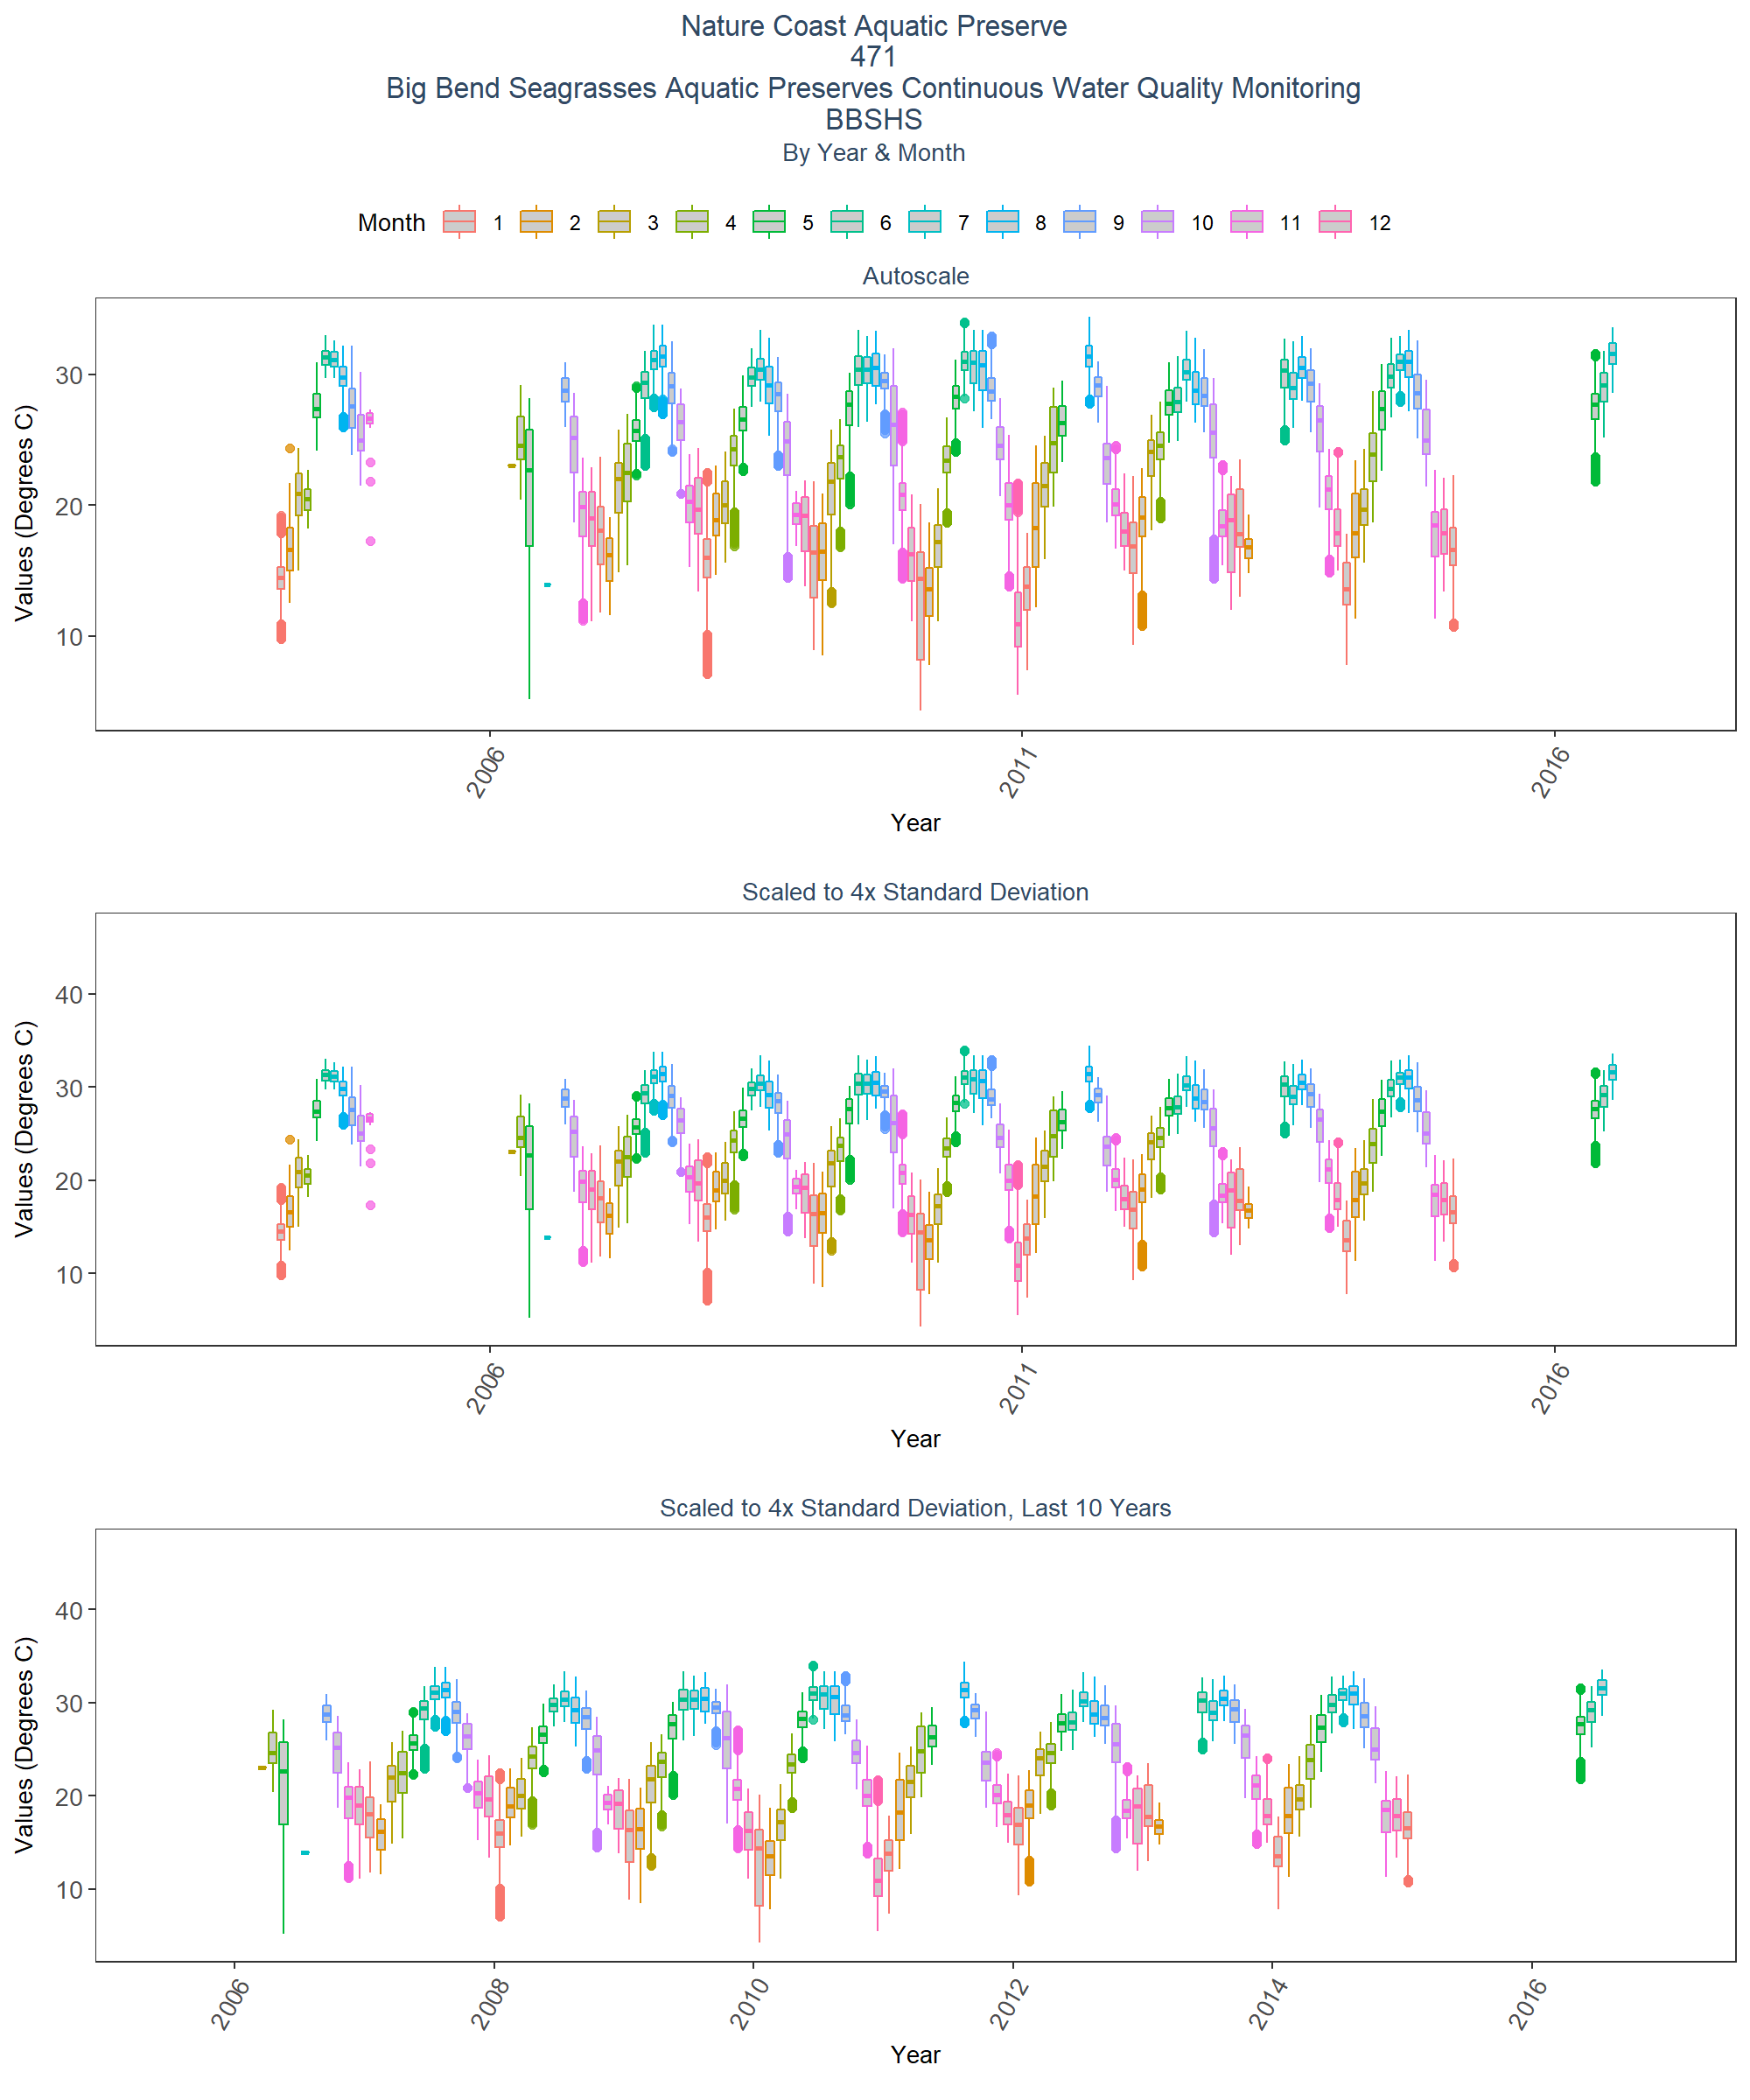 Nature Coast Aquatic Preserve
471
Big Bend Seagrasses Aquatic Preserves Continuous Water Quality Monitoring
BBSHS
By Year & Month
Month 1 2 3 4 5 6 7 8 9 10 11 12
Autoscale
Values (Degrees C)
30
20
10
2006 2011 2016
Year
Scaled to 4x Standard Deviation
Values (Degrees C)
40
30
20
10
2006 2011 2016
Year
Scaled to 4x Standard Deviation, Last 10 Years
Values (Degrees C)
40
30
20
10
2006 2008 2010 2012 2014 2016
Year